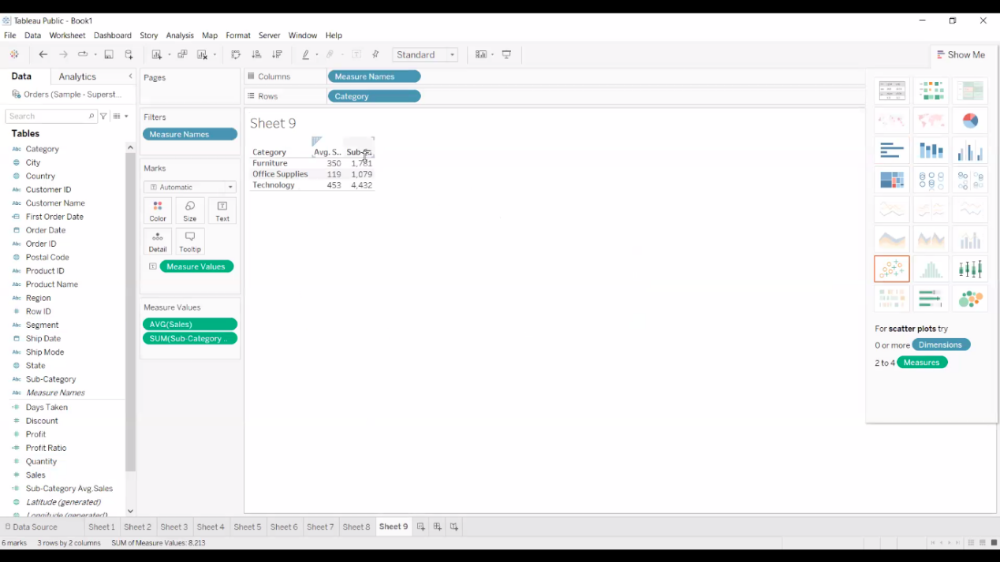 Tableau Public - Book1
File Data Worksheet Dashboard Story Analysis Map Format Server Window Help
Standard
Show Me
Data Analytics
Pages
Columns Measure Names
Rows Category
Orders (Sample - Superst...
Search
Tables
Category
City
Country
Customer ID
Customer Name
First Order Date
Order Date
Order ID
Postal Code
Product ID
Product Name
Region
Row ID
Segment
Ship Date
Ship Mode
State
Sub-Category
Measure Names
Days Taken
Discount
Profit
Profit Ratio
Quantity
Sales
Sub-Category Avg.Sales
Latitude (generated)
Longitude (generated)
Filters
Measure Names
Marks
Automatic
Color Size Text
Detail Tooltip
Measure Values
Measure Values
AVG(Sales)
SUM(Sub-Category ..
Sheet 9
Category Avg. S..
Furniture 350
Office Supplies 119 1,079
Technology 453 4,432
For scatter plots try
0 or more Dimensions
2 to 4 Measures
Data Source Sheet 1 Sheet 2 Sheet 3 Sheet 4 Sheet 5 Sheet 6 Sheet 7 Sheet 8 Sheet 9
6 marks 3 rows by 2 columns SUM of Measure Values: 8,213